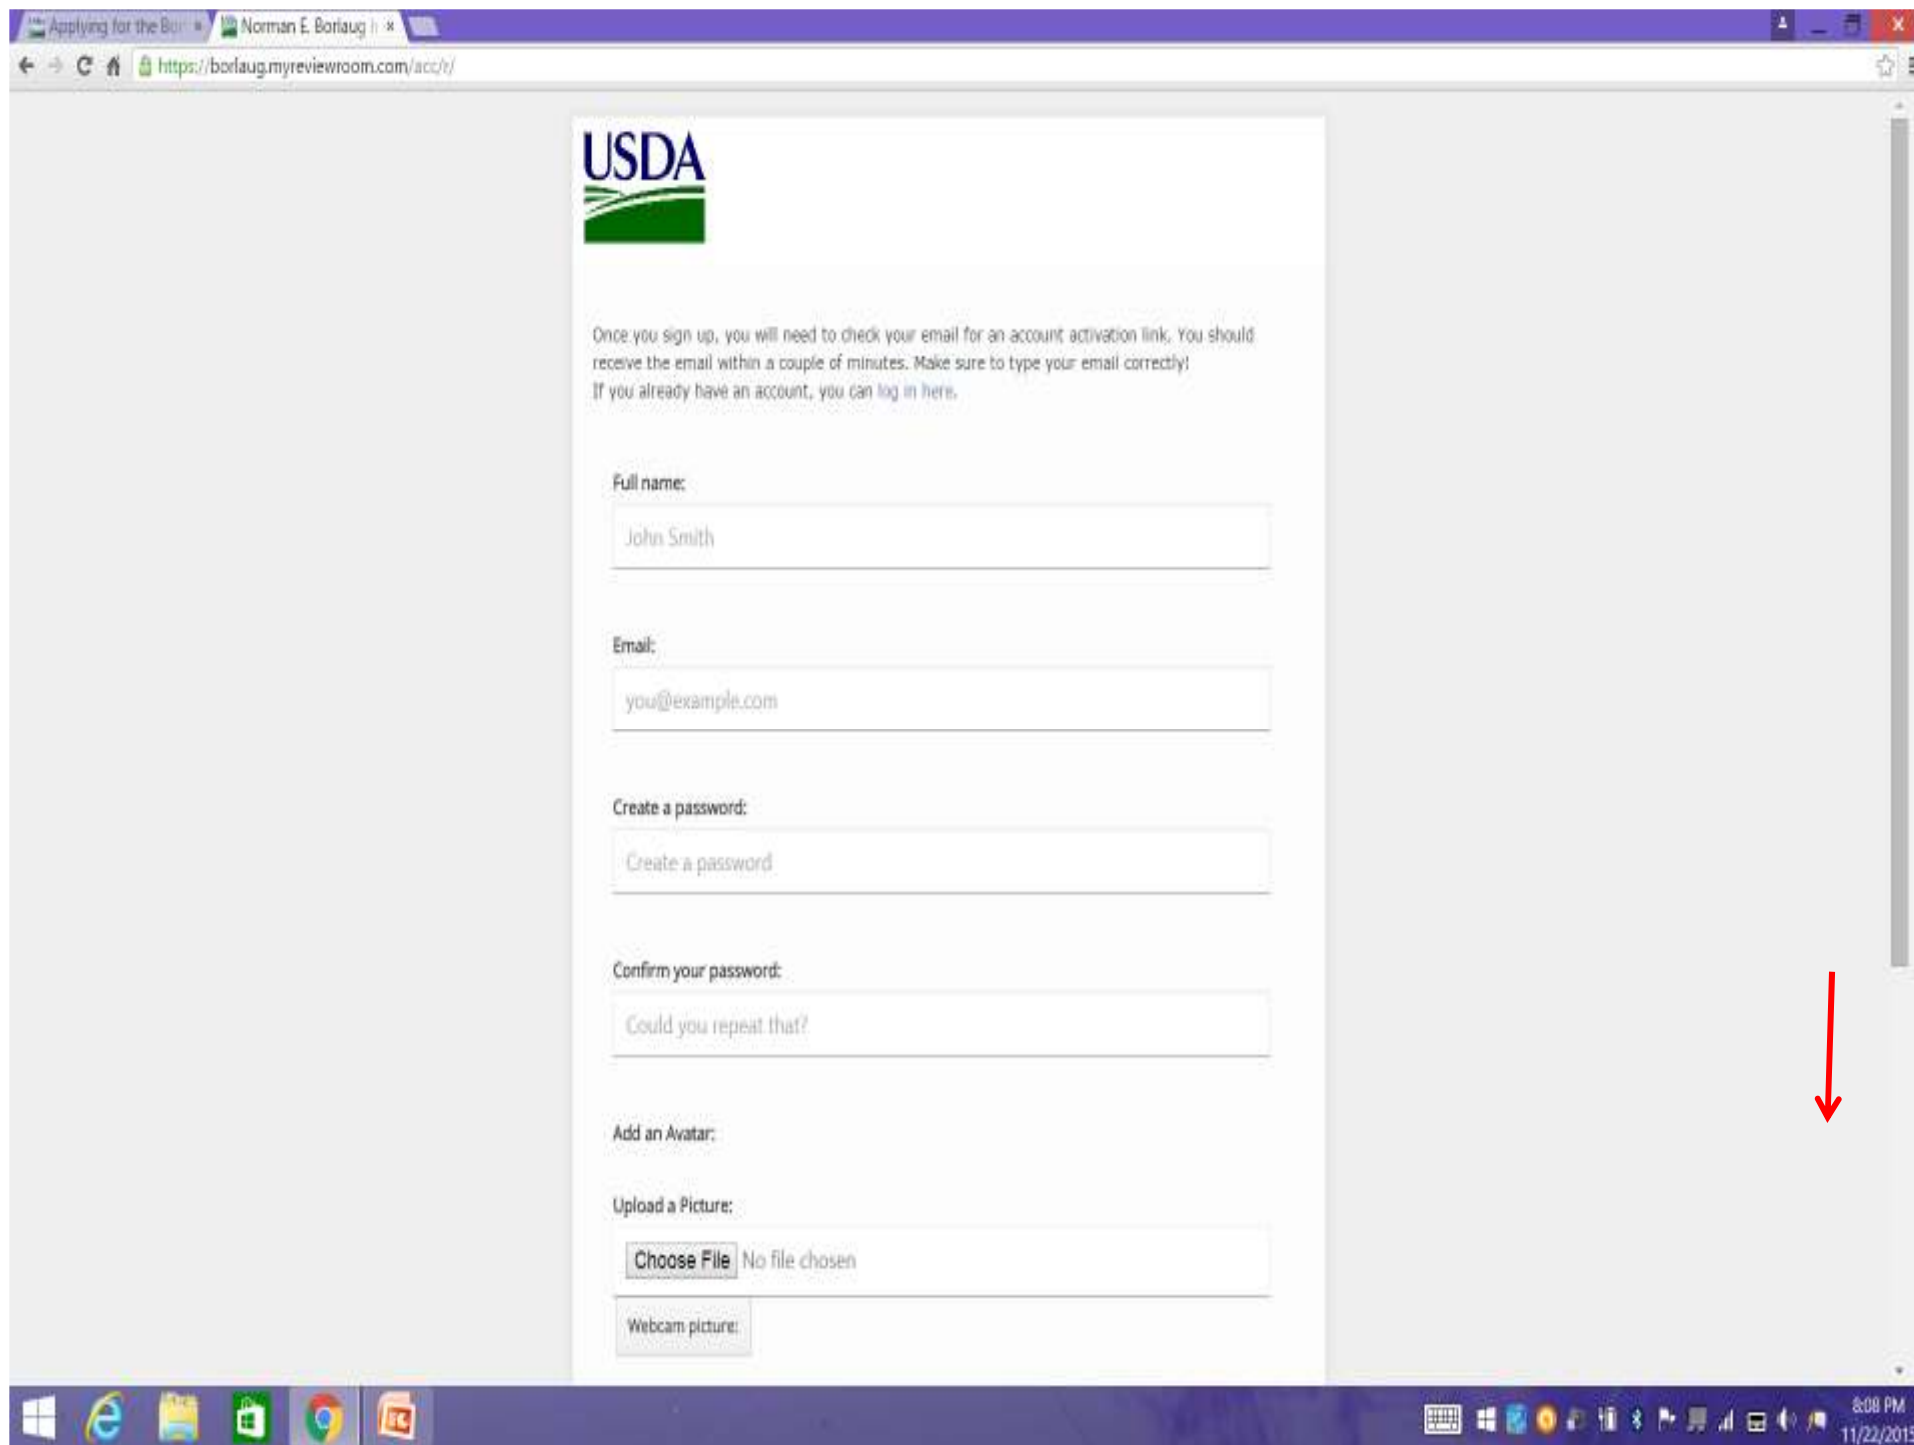 Applying for the Bor
Norman E. Borlaug
https://borlaug.myreviewroom.com/acc/r/
USDA
Once you sign up, you will need to check your email for an account activation link. You should
receive the email within a couple of minutes. Make sure to type your email correctly!
If you already have an account, you can log in here.
Full name:
John Smith
Email:
you@example.com
Create a password:
Create a password
Confirm your password:
Could you repeat that?
Add an Avatar:
Upload a Picture:
Choose File No file chosen
Webcam picture:
8:08 PM
11/22/2015